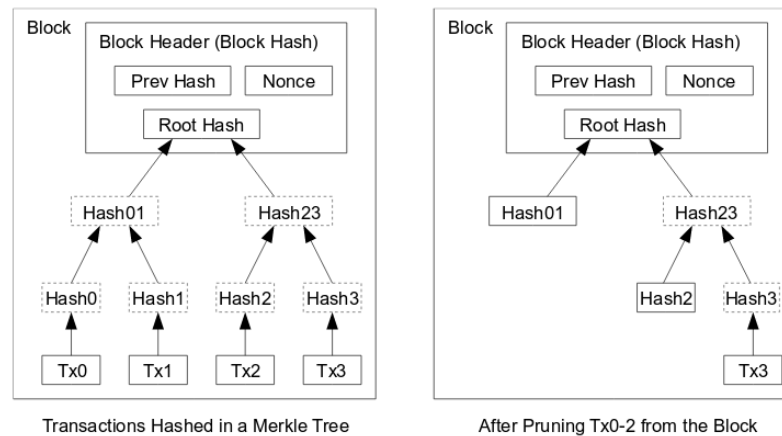 Block
Block Header (Block Hash)
Prev Hash
Nonce
Root Hash
Hash01
Hash23
Hash0
Hash1
Hash2
Hash3
Tx0
Tx1
Tx2
Tx3
Transactions Hashed in a Merkle Tree
Block
Block Header (Block Hash)
Prev Hash
Nonce
Root Hash
Hash01
Hash23
Hash2
Hash3
Tx3
After Pruning Tx0-2 from the Block